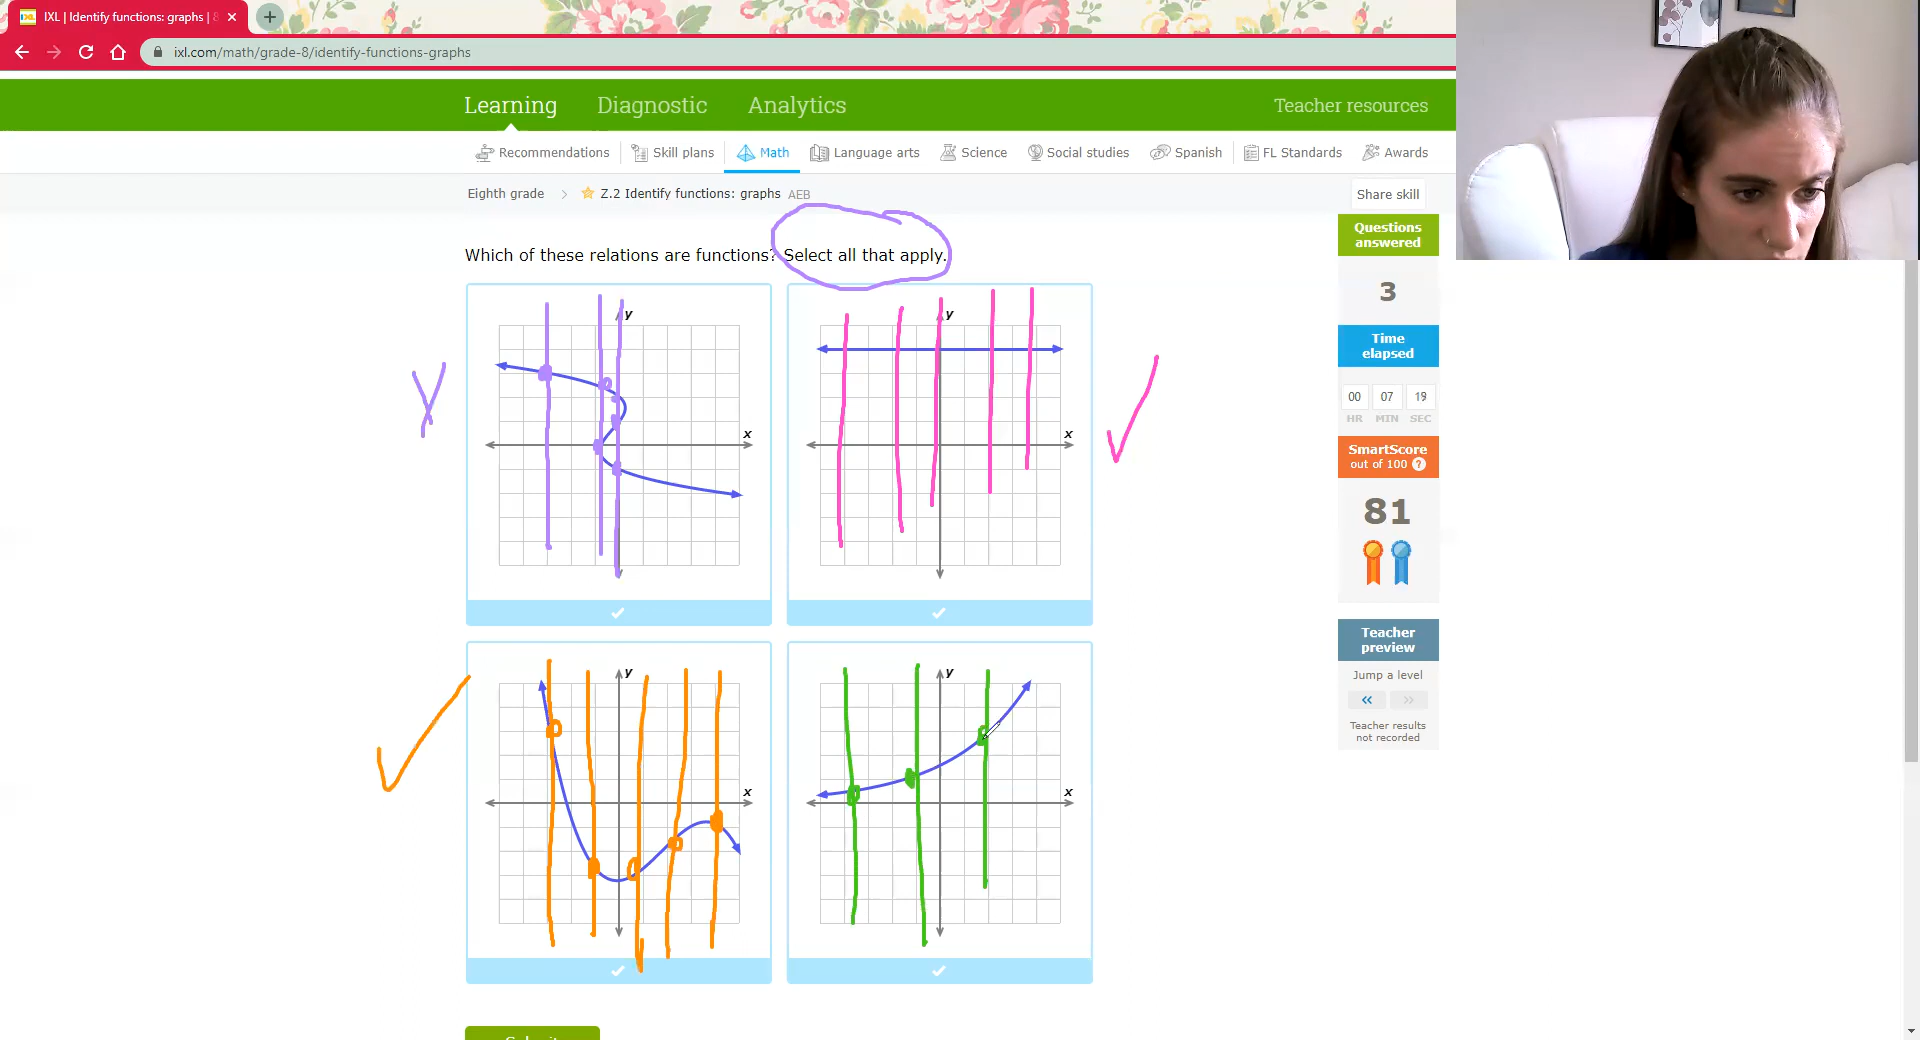 IXL | Identify functions: graphs | 8
ixl.com/math/grade-8/identify-functions-graphs
Learning Diagnostic Analytics Teacher resources
Recommendations Skill plans Math Language arts Science Social studies Spanish FL Standards Awards
Eighth grade > Z.2 Identify functions: graphs AEB
Share skill
Which of these relations are functions? Select all that apply.
y
x
y
x
y
x
y
x
Questions
answered
3
Time
elapsed
00 07 19
HR MIN SEC
SmartScore
out of 100 ?
81
Teacher
preview
Jump a level
<< >>
Teacher results
not recorded